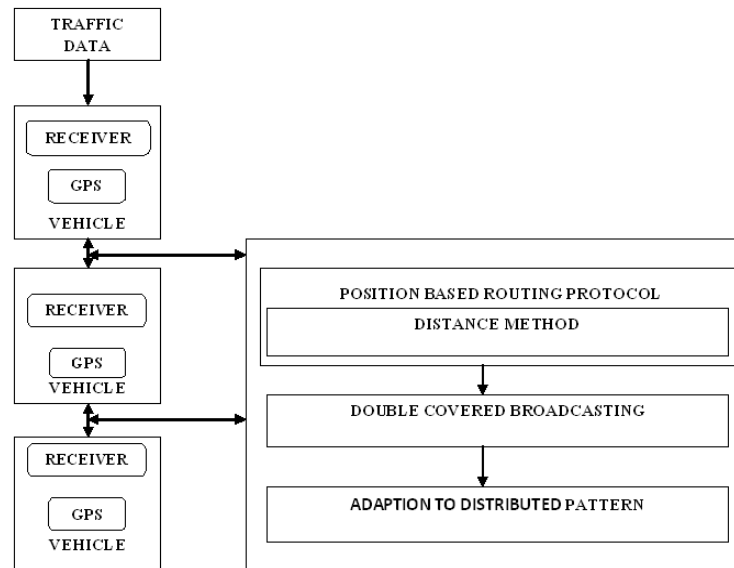 TRAFFIC
DATA
RECEIVER
GPS
VEHICLE
RECEIVER
GPS
VEHICLE
RECEIVER
GPS
VEHICLE
POSITION BASED ROUTING PROTOCOL
DISTANCE METHOD
DOUBLE COVERED BROADCASTING
ADAPTION TO DISTRIBUTED PATTERN